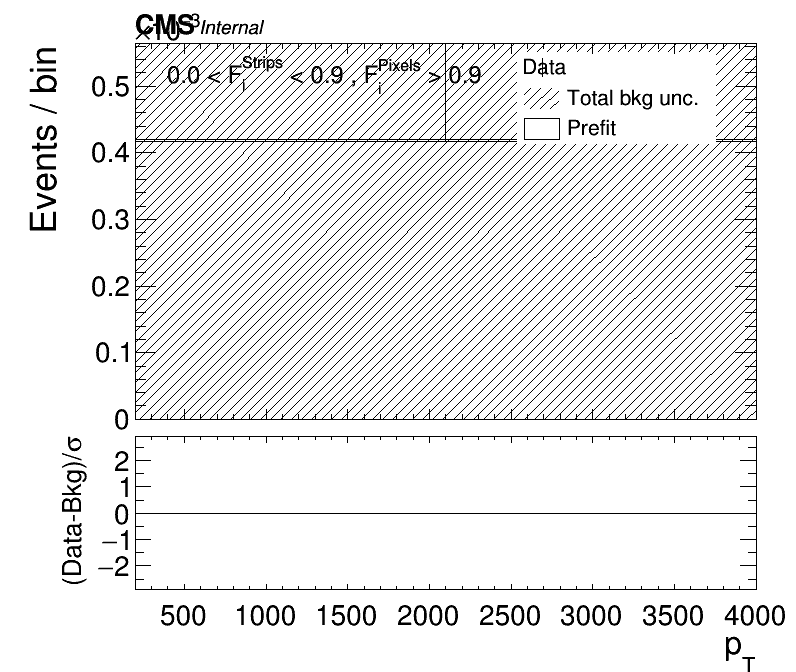 CMS Internal
×10³
0.0 < F_i^Strips < 0.9 , F_i^Pixels > 0.9
Data
Total bkg unc.
Prefit
Events / bin
0.5
0.4
0.3
0.2
0.1
0
(Data-Bkg)/σ
2
1
0
−1
−2
500 1000 1500 2000 2500 3000 3500 4000
p_T